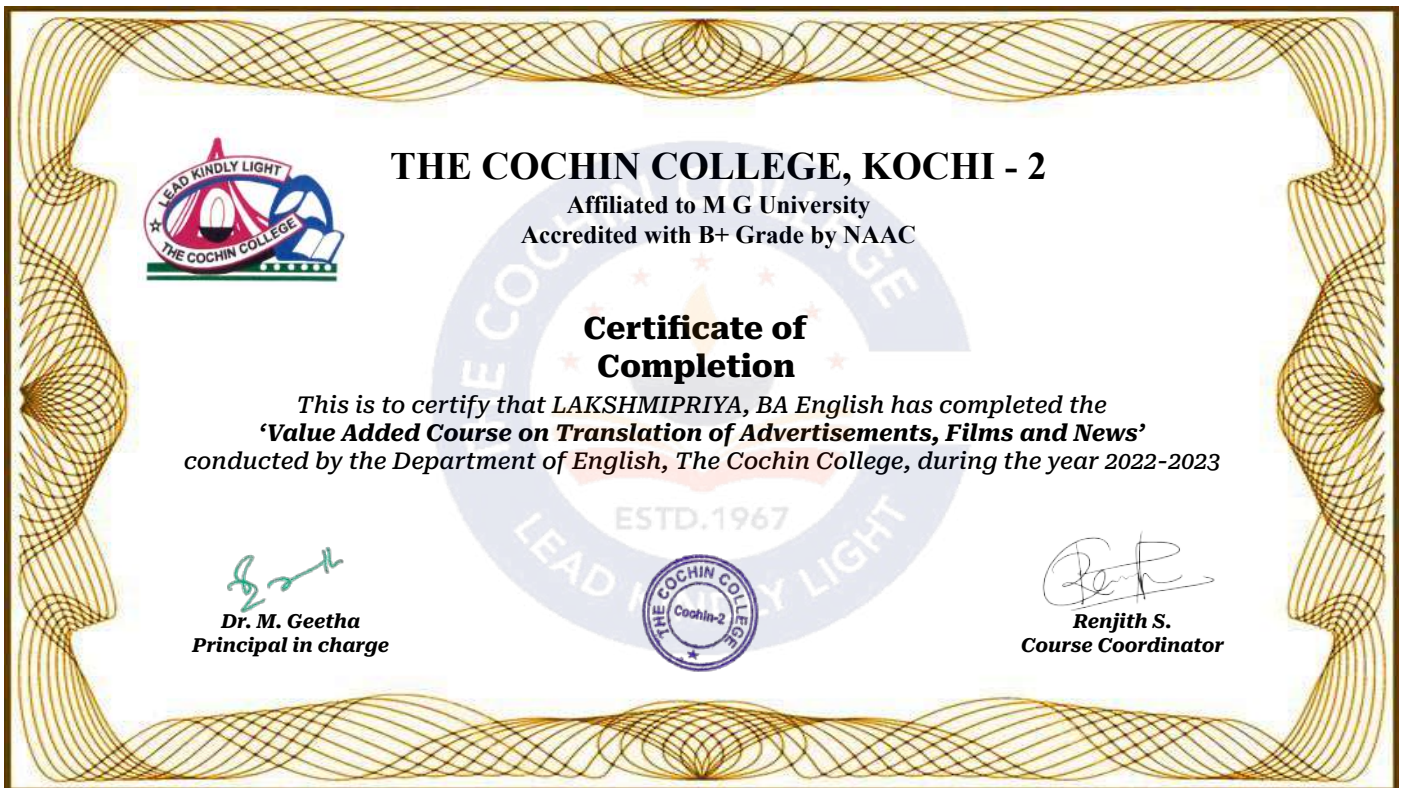 LEAD KINDLY LIGHT
THE COCHIN COLLEGE
THE COCHIN COLLEGE, KOCHI - 2
Affiliated to M G University
Accredited with B+ Grade by NAAC
THE COCHIN COLLEGE
Certificate of
Completion
This is to certify that LAKSHMIPRIYA, BA English has completed the
‘Value Added Course on Translation of Advertisements, Films and News’
conducted by the Department of English, The Cochin College, during the year 2022-2023
ESTD.1967
LEAD KINDLY LIGHT
Dr. M. Geetha
Principal in charge
THE COCHIN COLLEGE
Cochin-2
Renjith S.
Course Coordinator